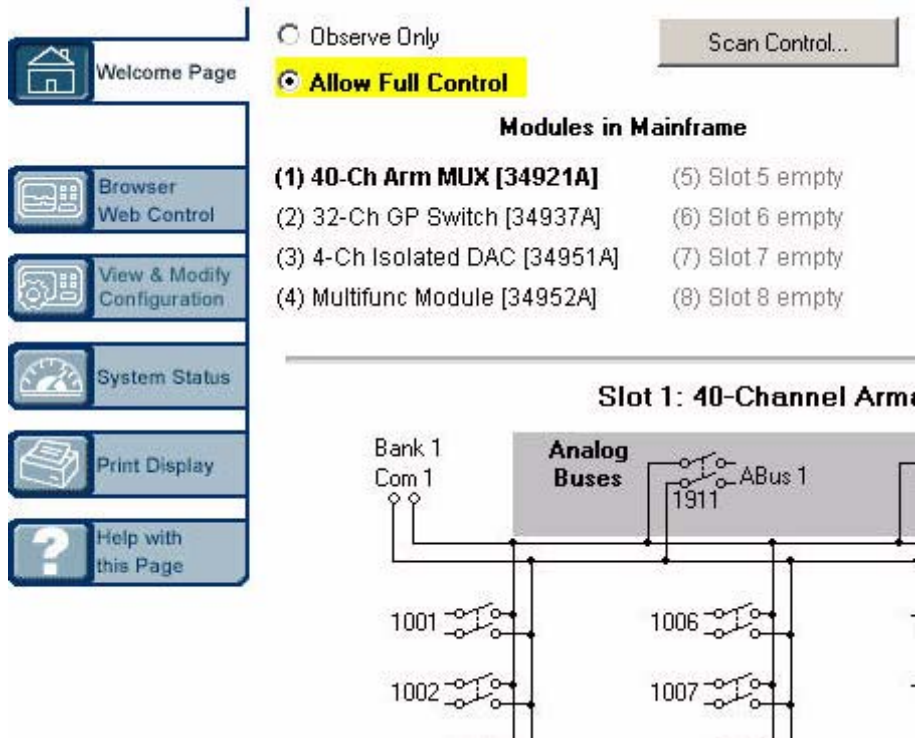 Welcome Page
Browser
Web Control
View & Modify
Configuration
System Status
Print Display
?
Help with
this Page
Observe Only
Scan Control...
Allow Full Control
Modules in Mainframe
(1) 40-Ch Arm MUX [34921A]
(5) Slot 5 empty
(2) 32-Ch GP Switch [34937A]
(6) Slot 6 empty
(3) 4-Ch Isolated DAC [34951A]
(7) Slot 7 empty
(4) Multifunc Module [34952A]
(8) Slot 8 empty
Slot 1: 40-Channel Arma
Bank 1
Com 1
Analog
Buses
ABus 1
1911
1001
1006
1002
1007